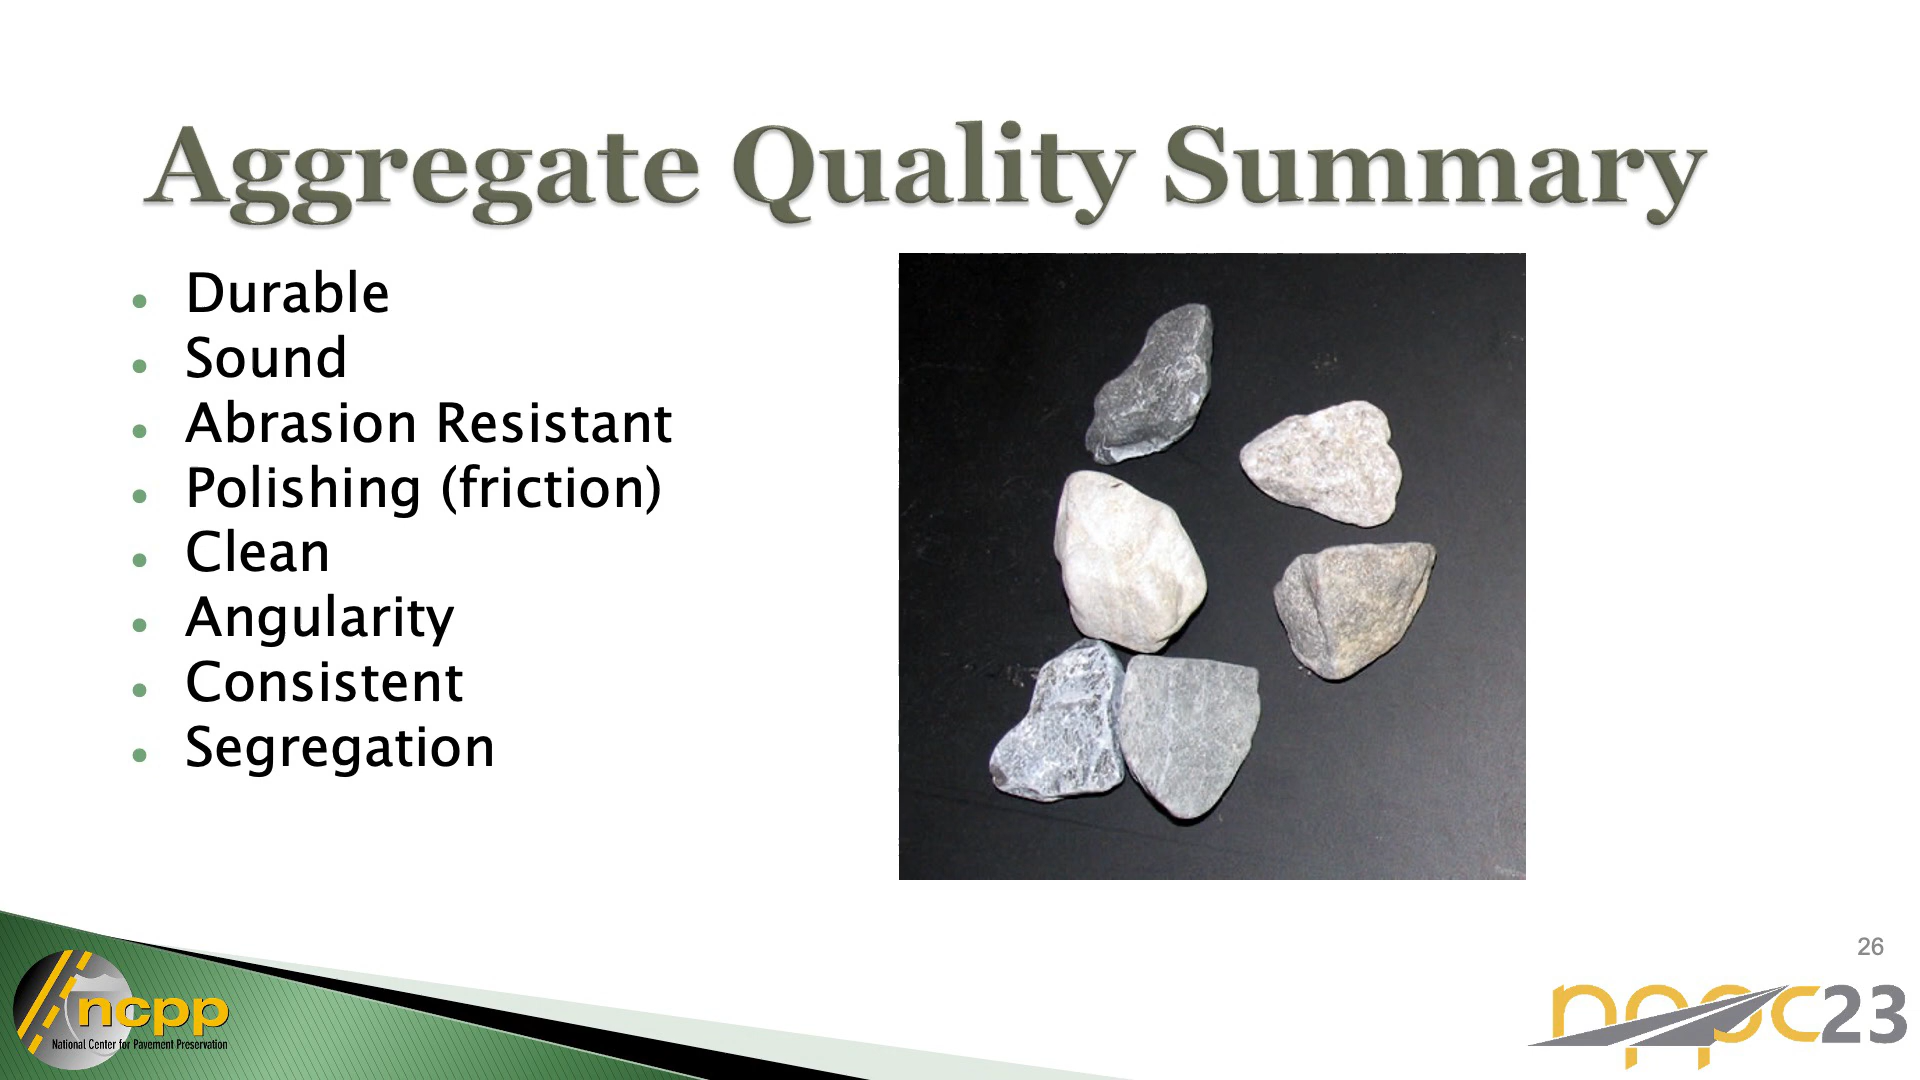 Aggregate Quality Summary
Durable
Sound
Abrasion Resistant
Polishing (friction)
Clean
Angularity
Consistent
Segregation
26
ncpp
National Center for Pavement Preservation
nppc23